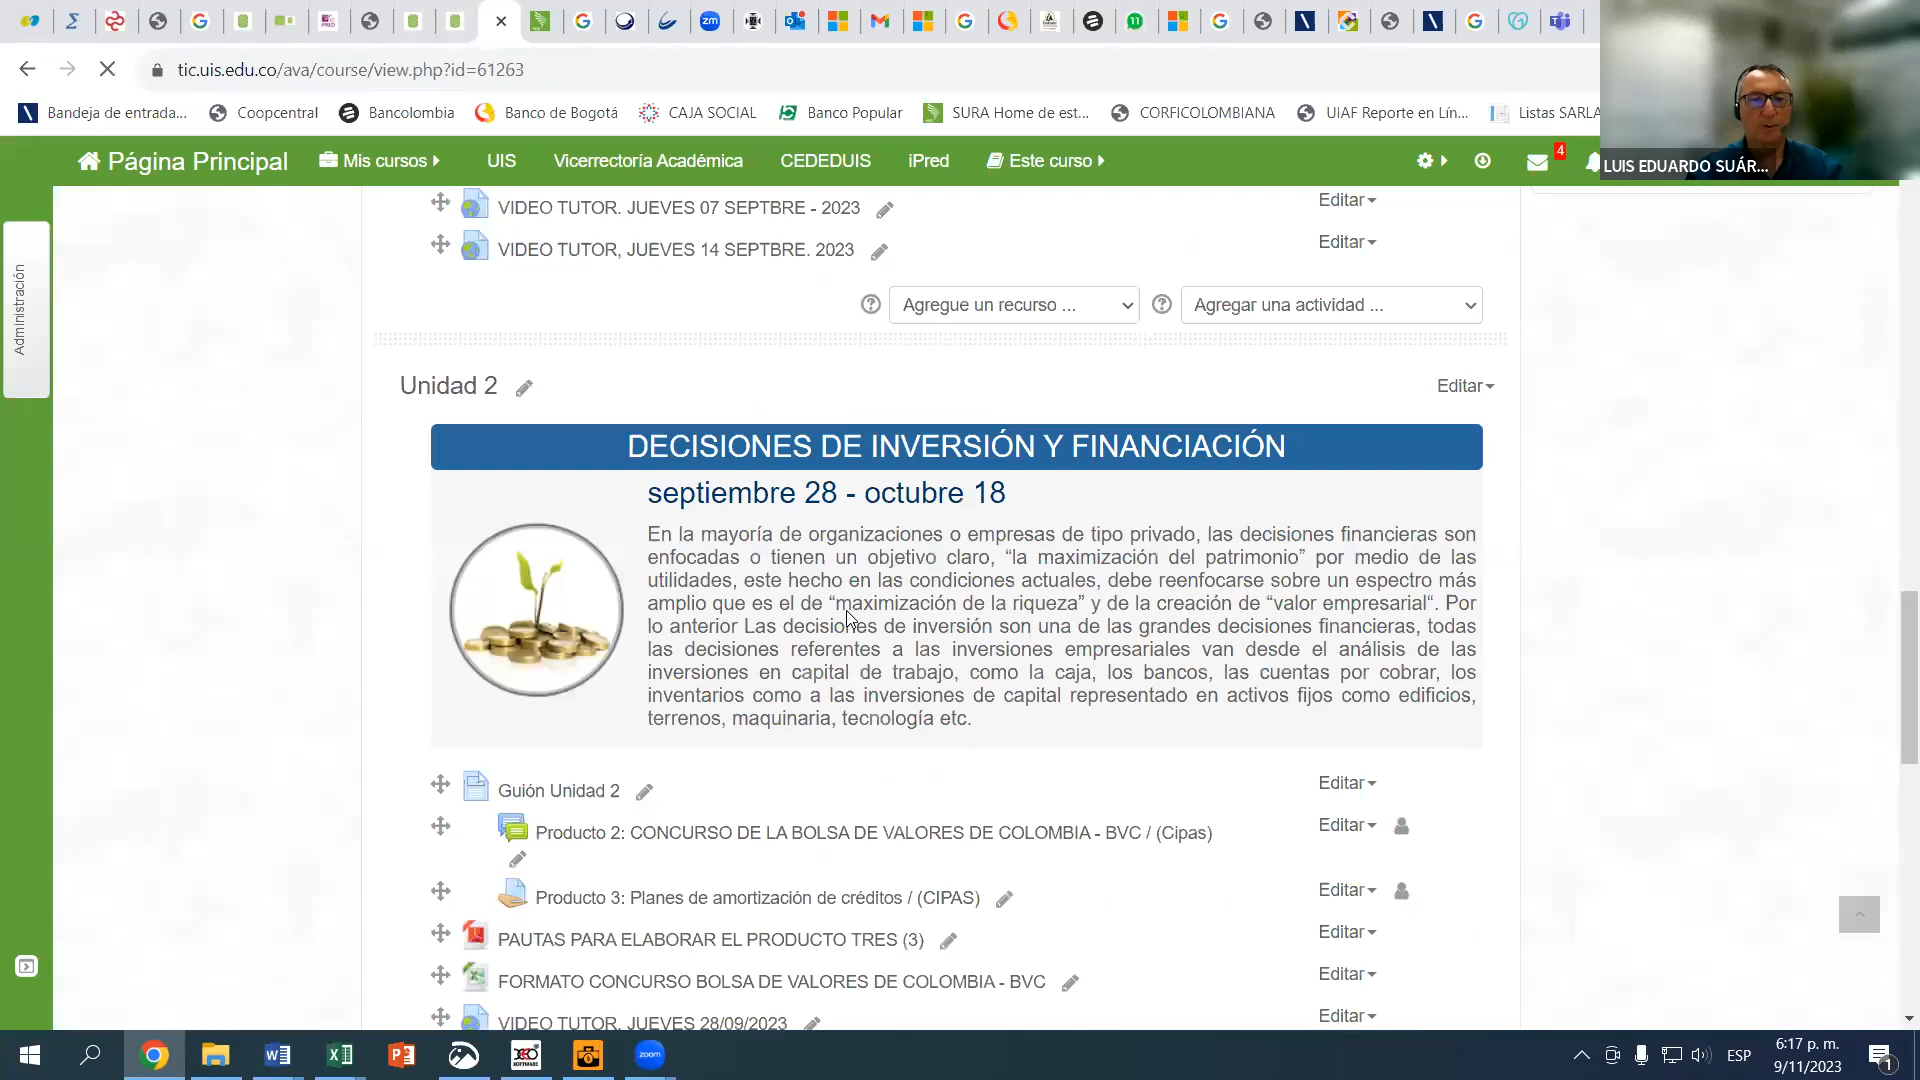 tic.uis.edu.co/ava/course/view.php?id=61263
Bandeja de entrada...
Coopcentral
Bancolombia
Banco de Bogotá
CAJA SOCIAL
Banco Popular
SURA Home de est...
CORFICOLOMBIANA
UIAF Reporte en Lín...
Listas SARLA
LUIS EDUARDO SUÁR...
Página Principal
Mis cursos
UIS
Vicerrectoría Académica
CEDEDUIS
iPred
Este curso
4
Administración
VIDEO TUTOR. JUEVES 07 SEPTBRE - 2023
Editar
VIDEO TUTOR, JUEVES 14 SEPTBRE. 2023
Editar
Agregue un recurso ...
Agregar una actividad ...
Unidad 2
Editar
DECISIONES DE INVERSIÓN Y FINANCIACIÓN
septiembre 28 - octubre 18
En la mayoría de organizaciones o empresas de tipo privado, las decisiones financieras son
enfocadas o tienen un objetivo claro, “la maximización del patrimonio” por medio de las
utilidades, este hecho en las condiciones actuales, debe reenfocarse sobre un espectro más
amplio que es el de “maximización de la riqueza” y de la creación de “valor empresarial“. Por
lo anterior Las decisiones de inversión son una de las grandes decisiones financieras, todas
las decisiones referentes a las inversiones empresariales van desde el análisis de las
inversiones en capital de trabajo, como la caja, los bancos, las cuentas por cobrar, los
inventarios como a las inversiones de capital representado en activos fijos como edificios,
terrenos, maquinaria, tecnología etc.
Guión Unidad 2
Editar
Producto 2: CONCURSO DE LA BOLSA DE VALORES DE COLOMBIA - BVC / (Cipas)
Editar
Producto 3: Planes de amortización de créditos / (CIPAS)
Editar
PAUTAS PARA ELABORAR EL PRODUCTO TRES (3)
Editar
FORMATO CONCURSO BOLSA DE VALORES DE COLOMBIA - BVC
Editar
VIDEO TUTOR. JUEVES 28/09/2023
Editar
zoom
ESP
6:17 p. m.
9/11/2023
1